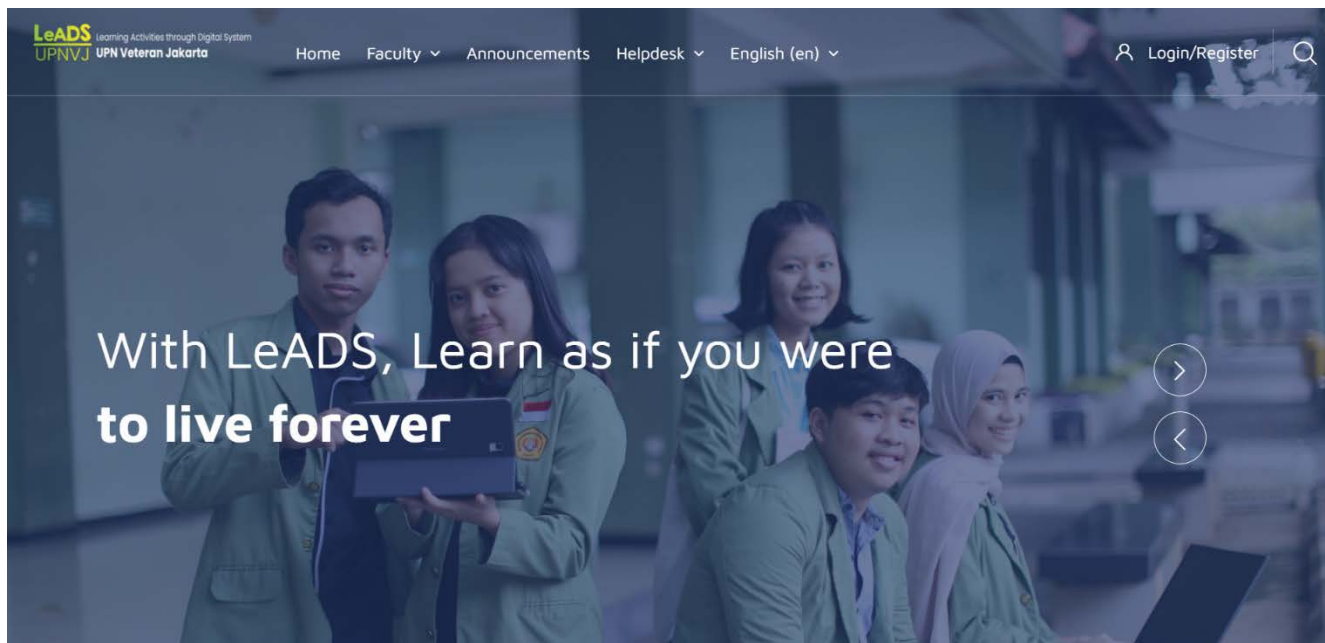 LeADS Learning Activities through Digital System
UPNVJ UPN Veteran Jakarta
Home Faculty Announcements Helpdesk English (en) Login/Register
With LeADS, Learn as if you were
to live forever